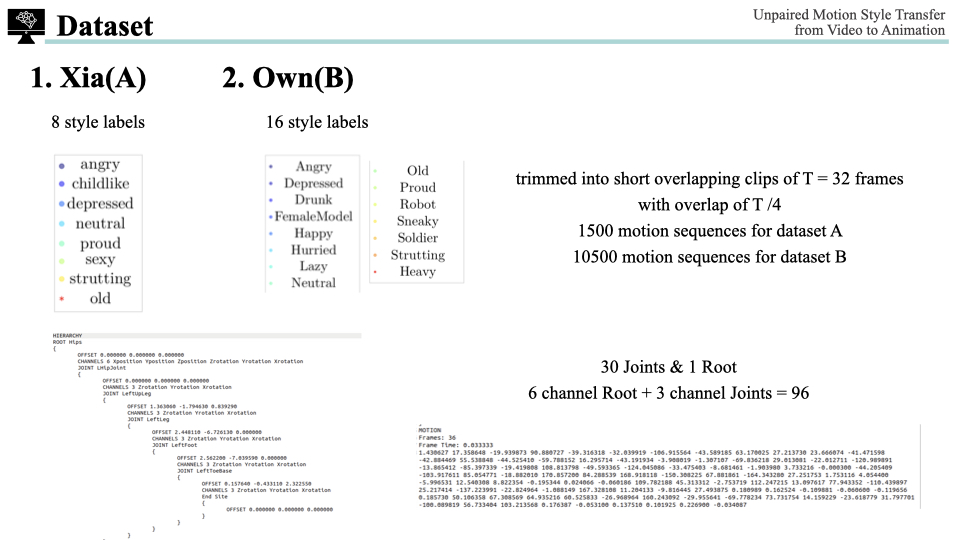 Dataset
Unpaired Motion Style Transfer
from Video to Animation
1. Xia(A)
8 style labels
angry
childlike
depressed
neutral
proud
sexy
strutting
old
2. Own(B)
16 style labels
Angry
Depressed
Drunk
FemaleModel
Happy
Hurried
Lazy
Neutral
Old
Proud
Robot
Sneaky
Soldier
Strutting
Heavy
trimmed into short overlapping clips of T = 32 frames
with overlap of T /4
1500 motion sequences for dataset A
10500 motion sequences for dataset B
HIERARCHY
ROOT Hips
{
OFFSET 0.000000 0.000000 0.000000
CHANNELS 6 Xposition Yposition Zposition Zrotation Yrotation Xrotation
JOINT LHipJoint
{
OFFSET 0.000000 0.000000 0.000000
CHANNELS 3 Zrotation Yrotation Xrotation
JOINT LeftUpLeg
{
OFFSET 1.363060 -1.794630 0.839290
CHANNELS 3 Zrotation Yrotation Xrotation
JOINT LeftLeg
{
OFFSET 2.448110 -6.726130 0.000000
CHANNELS 3 Zrotation Yrotation Xrotation
JOINT LeftFoot
{
OFFSET 2.562200 -7.039590 0.000000
CHANNELS 3 Zrotation Yrotation Xrotation
JOINT LeftToeBase
{
OFFSET 0.157640 -0.433110 2.322550
CHANNELS 3 Zrotation Yrotation Xrotation
End Site
{
OFFSET 0.000000 0.000000 0.000000
}
}
}
}
30 Joints & 1 Root
6 channel Root + 3 channel Joints = 96
MOTION
Frames: 36
Frame Time: 0.033333
1.430627 17.358648 -19.939873 90.880727 -39.316318 -32.039919 -106.915564 -43.589185 63.170025 27.213730 23.666074 -41.471598
-42.884469 55.538848 -44.525410 -59.788152 16.295714 -43.191934 -3.908019 -1.307107 -69.836218 29.013081 -22.012711 -120.989891
-13.865412 -85.397339 -19.419808 108.813798 -49.593365 -124.045086 -33.475403 -8.681461 -1.903980 3.733216 -0.000300 -44.205409
-103.917611 85.054771 -18.882010 170.857200 84.288539 168.918118 -150.308225 67.881861 -164.343280 27.251753 1.753116 4.054400
-5.996531 12.540308 8.822354 -0.195344 0.024066 -0.060186 109.782188 45.313312 -2.753719 112.247215 13.097617 77.943352 -110.439897
25.217414 -137.223991 -22.824964 -1.088149 167.328108 11.204133 -9.816445 27.493875 0.180989 0.162524 -0.109881 -0.060600 -0.119656
0.185730 50.106358 67.308569 64.935216 60.525833 -26.968964 160.243092 -29.955641 -69.778234 73.731754 14.159229 -23.618779 31.797701
-100.089819 56.733404 103.213568 0.176387 -0.053100 0.137510 0.101925 0.226900 -0.034087